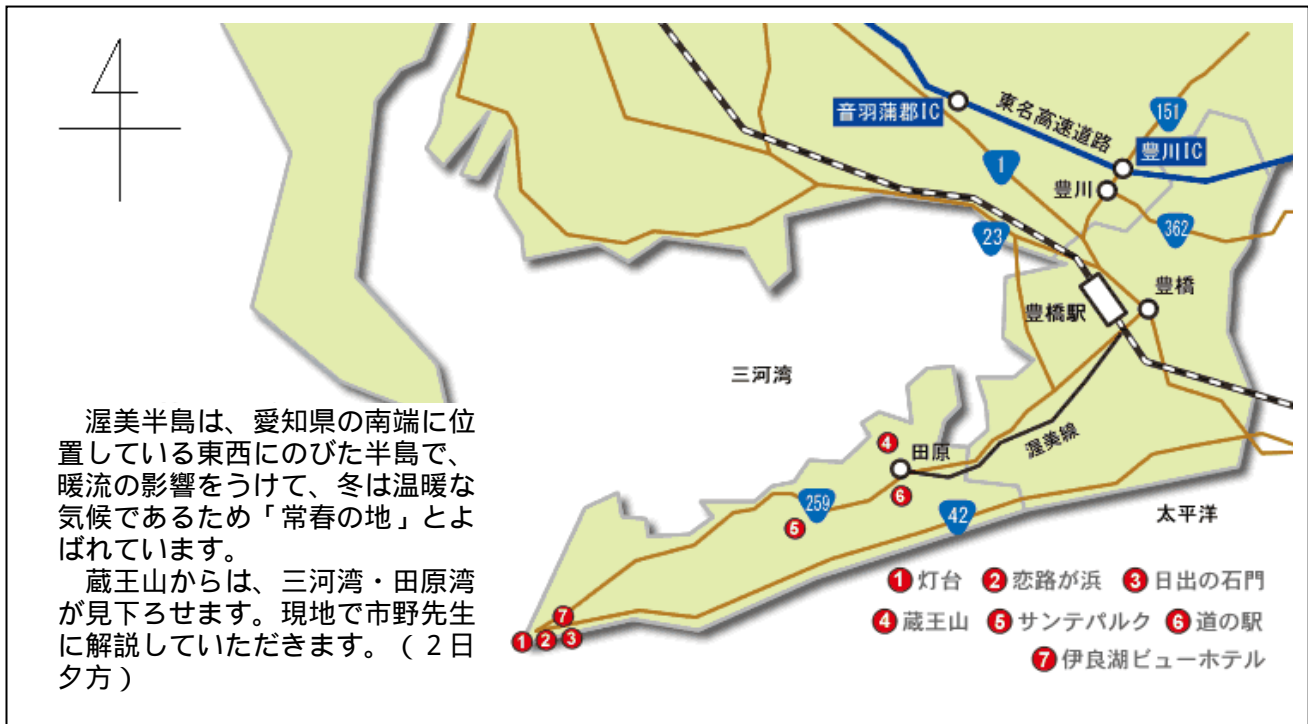 音羽蒲郡IC
東名高速道路
151
豊川IC
1
豊川
23
362
豊橋
豊橋駅
三河湾
渥美半島は、愛知県の南端に位
置している東西にのびた半島で、
暖流の影響をうけて、冬は温暖な
気候であるため「常春の地」とよ
ばれています。
蔵王山からは、三河湾・田原湾
が見下ろせます。現地で市野先生
に解説していただきます。（２日
夕方）
4
田原
渥美線
6
259
5
42
太平洋
7
1 2 3
1 灯台 2 恋路が浜 3 日出の石門
4 蔵王山 5 サンテパルク 6 道の駅
7 伊良湖ビューホテル